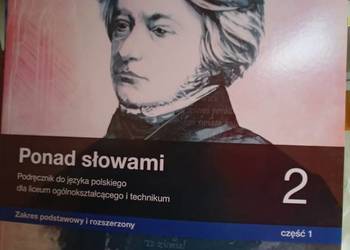 Ponad słowami
Podręcznik do języka polskiego
dla liceum ogólnokształcącego i technikum
2
Zakres podstawowy i rozszerzony
część 1